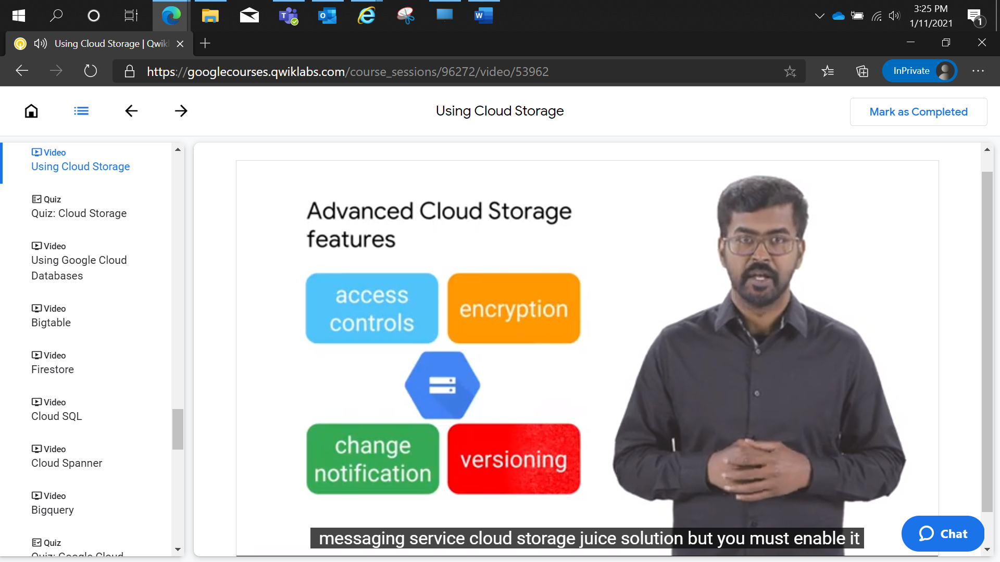 3:25 PM
1/11/2021
1
Using Cloud Storage | Qwikl
https://googlecourses.qwiklabs.com/course_sessions/96272/video/53962
InPrivate
Using Cloud Storage
Mark as Completed
Video
Using Cloud Storage
Quiz
Quiz: Cloud Storage
Video
Using Google Cloud
Databases
Video
Bigtable
Video
Firestore
Video
Cloud SQL
Video
Cloud Spanner
Video
Bigquery
Quiz
Quiz: Google Cloud
Advanced Cloud Storage
features
access
controls
encryption
change
notification
versioning
messaging service cloud storage juice solution but you must enable it
Chat